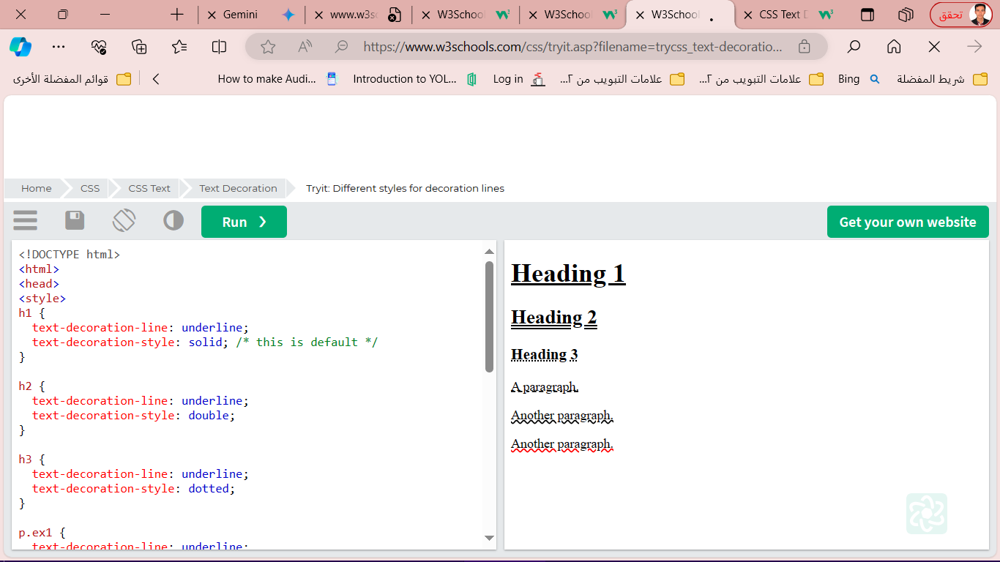 Gemini
www.w3s
W3School
W3School
W3School
CSS Text D
تحقق
https://www.w3schools.com/css/tryit.asp?filename=trycss_text-decoratio...
قوائم المفضلة الأخرى
How to make Audi...
Introduction to YOL...
Log in
علامات التبويب من ٢...
علامات التبويب من ٢...
Bing
شريط المفضلة
Home
CSS
CSS Text
Text Decoration
Tryit: Different styles for decoration lines
Run ❯
Get your own website
<!DOCTYPE html>
<html>
<head>
<style>
h1 {
  text-decoration-line: underline;
  text-decoration-style: solid; /* this is default */
}
h2 {
  text-decoration-line: underline;
  text-decoration-style: double;
}
h3 {
  text-decoration-line: underline;
  text-decoration-style: dotted;
}
p.ex1 {
  text-decoration-line: underline;
Heading 1
Heading 2
Heading 3
A paragraph.
Another paragraph.
Another paragraph.